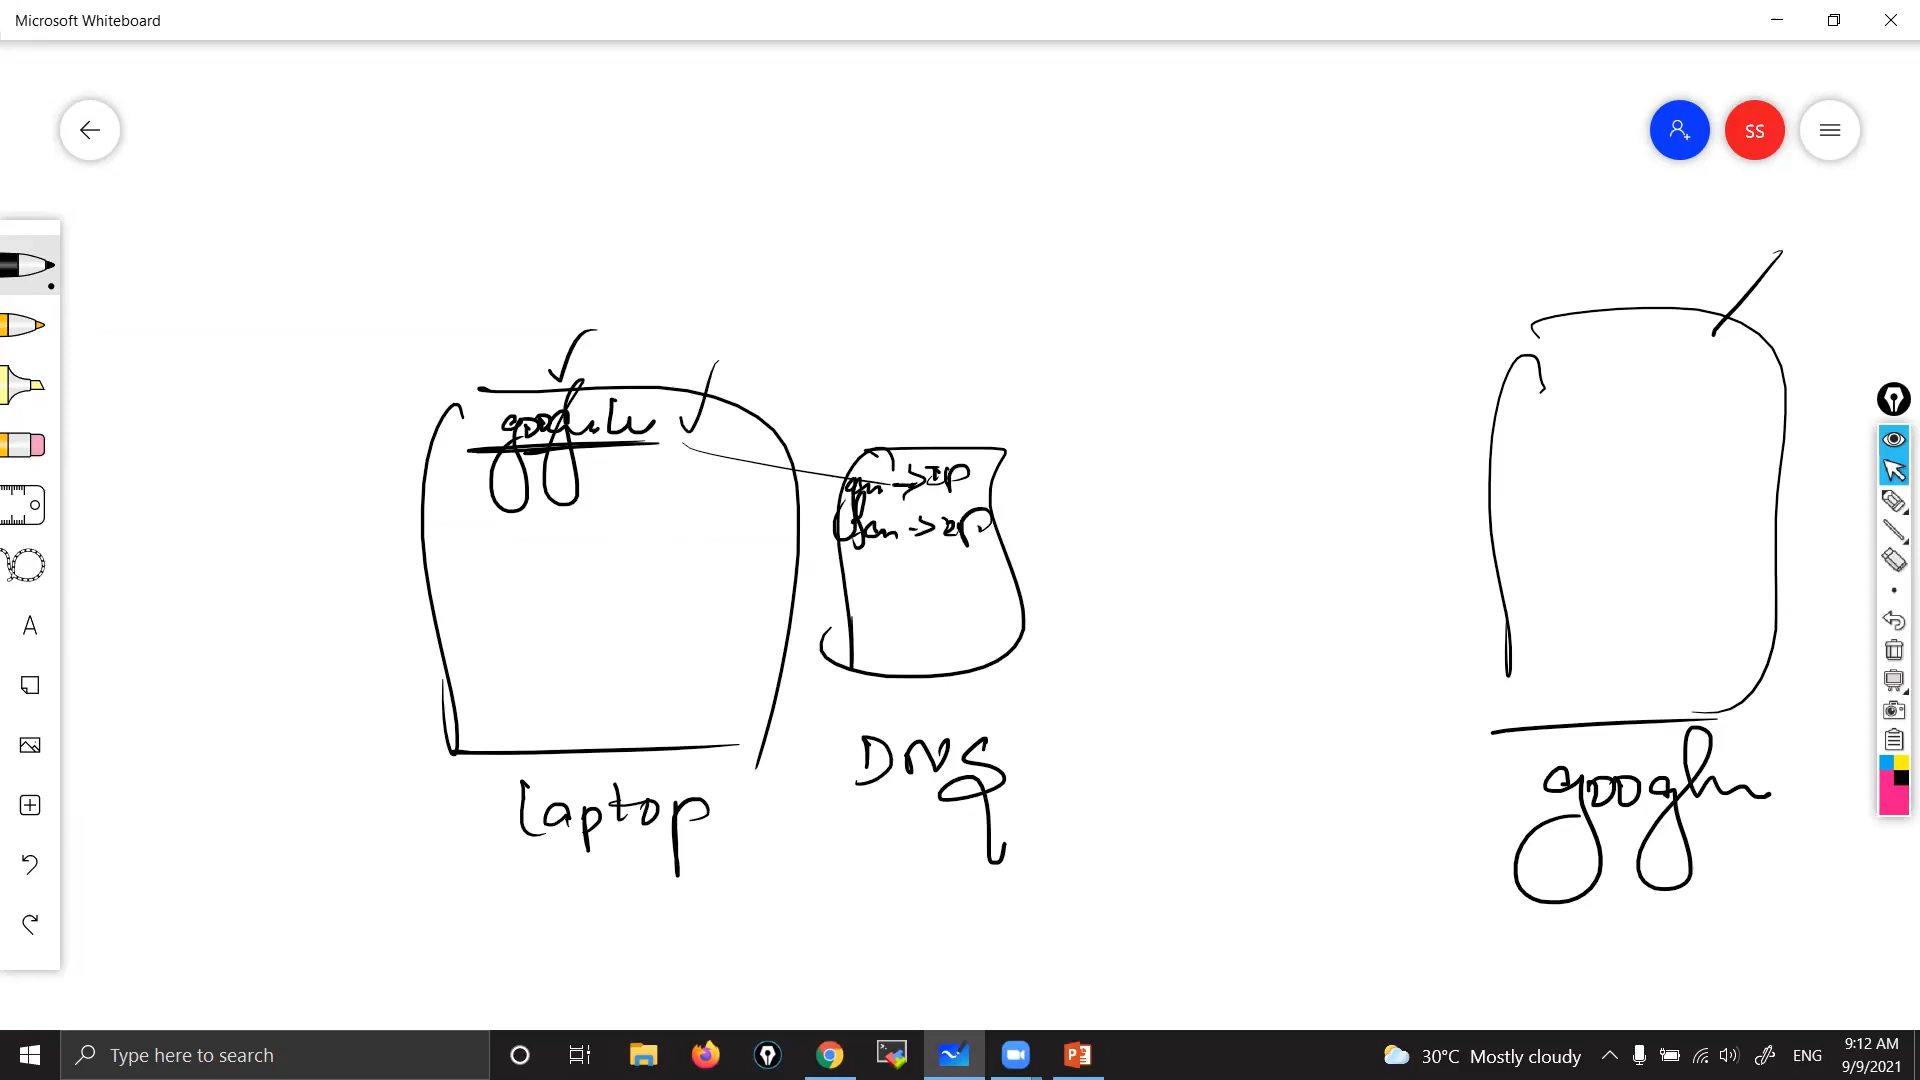 Microsoft Whiteboard
SS
google
→ IP
→ IP
Laptop
DNS
google
A
Type here to search
30°C Mostly cloudy
ENG
9:12 AM
9/9/2021